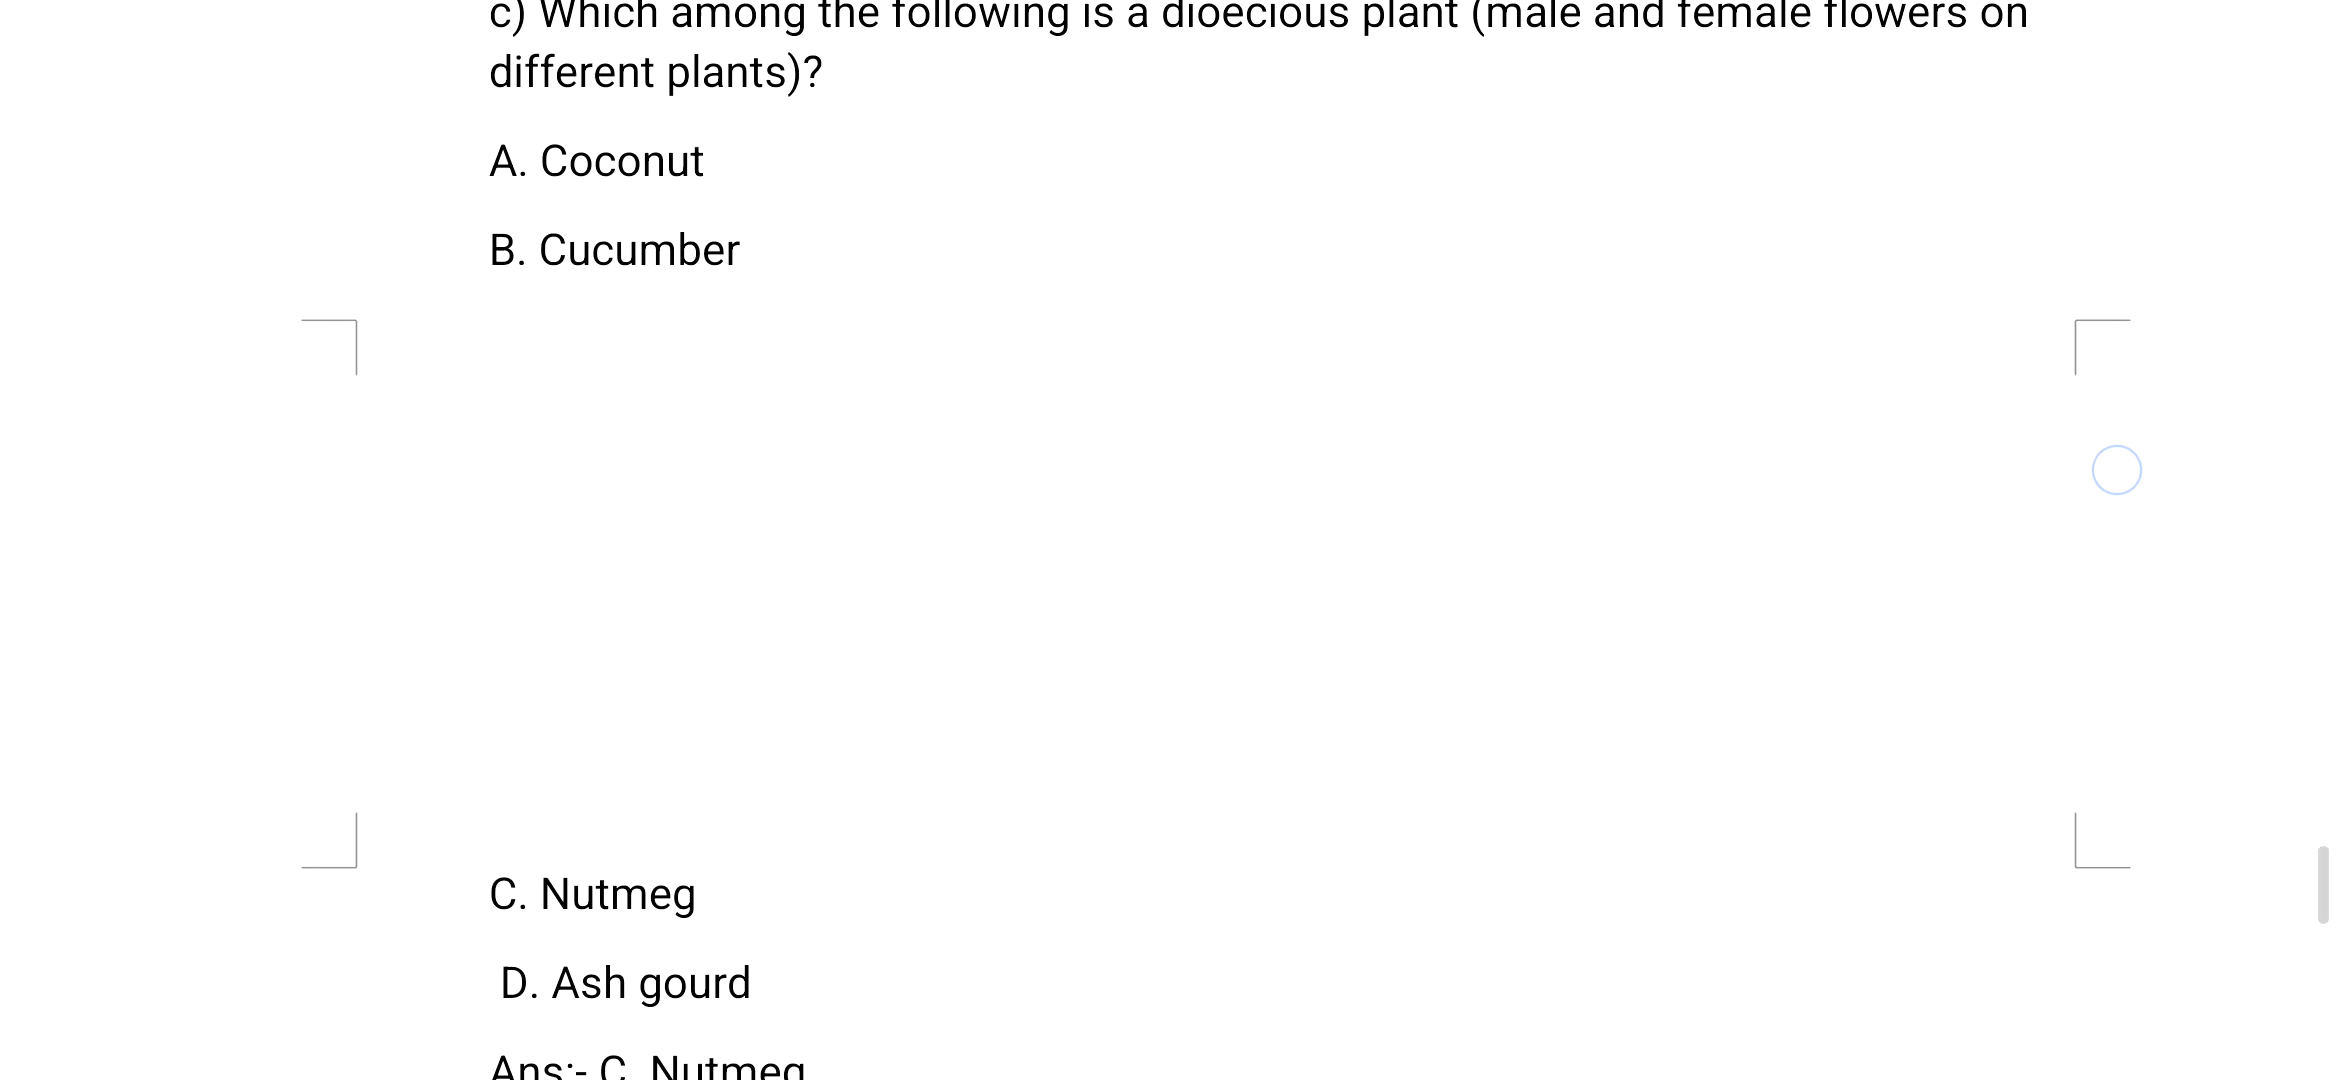 c) Which among the following is a dioecious plant (male and female flowers on
different plants)?
A. Coconut
B. Cucumber
C. Nutmeg
D. Ash gourd
Ans:- C. Nutmeg